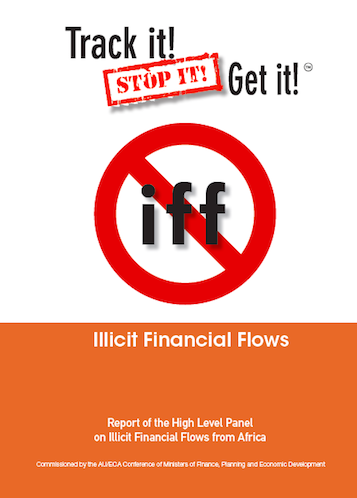 Track it!
STOP IT!
Get it! TM
iff
Illicit Financial Flows
Report of the High Level Panel
on Illicit Financial Flows from Africa
Commissioned by the AU/ECA Conference of Ministers of Finance, Planning and Economic Development